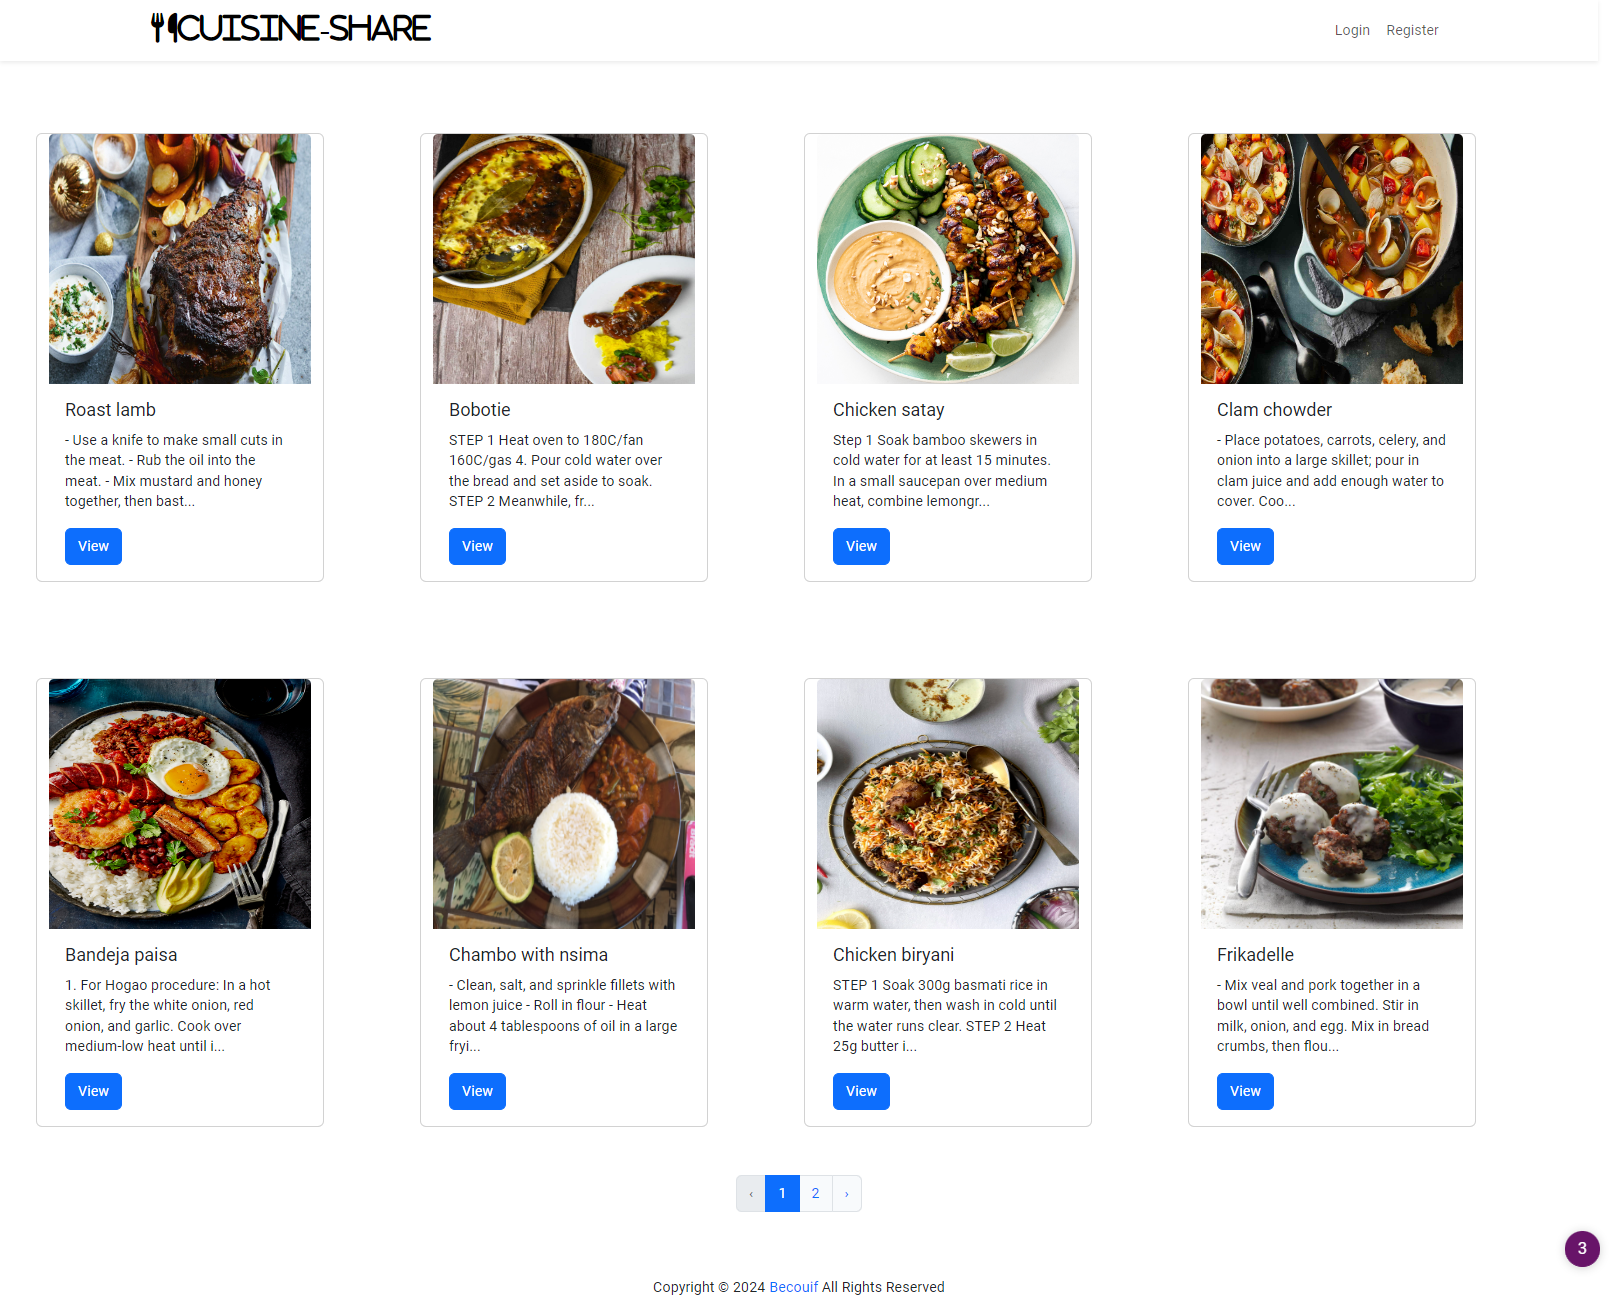 CUISINE-SHARE
Login Register
Roast lamb
- Use a knife to make small cuts in
the meat. - Rub the oil into the
meat. - Mix mustard and honey
together, then bast...
View
Bobotie
STEP 1 Heat oven to 180C/fan
160C/gas 4. Pour cold water over
the bread and set aside to soak.
STEP 2 Meanwhile, fr...
View
Chicken satay
Step 1 Soak bamboo skewers in
cold water for at least 15 minutes.
In a small saucepan over medium
heat, combine lemongr...
View
Clam chowder
- Place potatoes, carrots, celery, and
onion into a large skillet; pour in
clam juice and add enough water to
cover. Coo...
View
Bandeja paisa
1. For Hogao procedure: In a hot
skillet, fry the white onion, red
onion, and garlic. Cook over
medium-low heat until i...
View
Chambo with nsima
- Clean, salt, and sprinkle fillets with
lemon juice - Roll in flour - Heat
about 4 tablespoons of oil in a large
fryi...
View
Chicken biryani
STEP 1 Soak 300g basmati rice in
warm water, then wash in cold until
the water runs clear. STEP 2 Heat
25g butter i...
View
Frikadelle
- Mix veal and pork together in a
bowl until well combined. Stir in
milk, onion, and egg. Mix in bread
crumbs, then flou...
View
‹ 1 2 ›
3
Copyright © 2024 Becouif All Rights Reserved